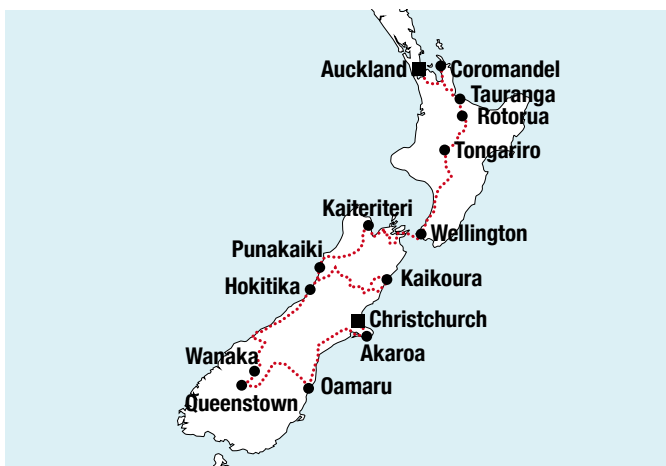 Auckland
Coromandel
Tauranga
Rotorua
Tongariro
Kaiteriteri
Wellington
Punakaiki
Kaikoura
Hokitika
Christchurch
Akaroa
Wanaka
Oamaru
Queenstown